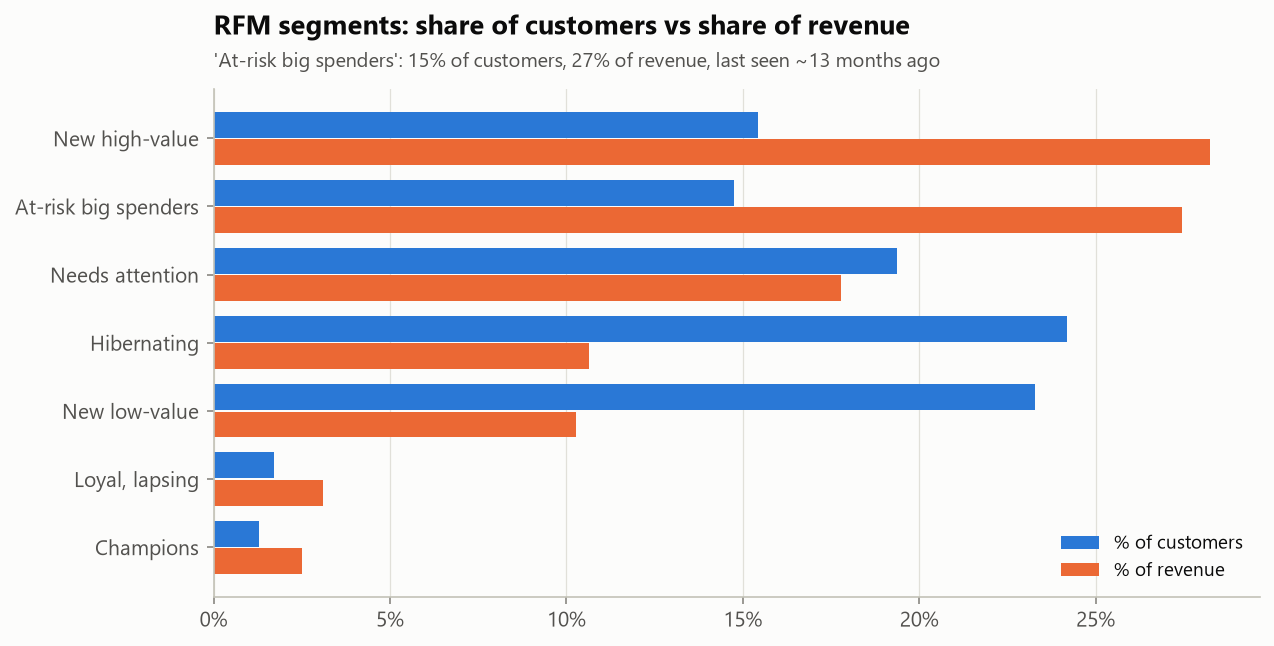 RFM segments: share of customers vs share of revenue
'At-risk big spenders': 15% of customers, 27% of revenue, last seen ~13 months ago
New high-value
At-risk big spenders
Needs attention
Hibernating
New low-value
Loyal, lapsing
Champions
% of customers
% of revenue
0% 5% 10% 15% 20% 25%